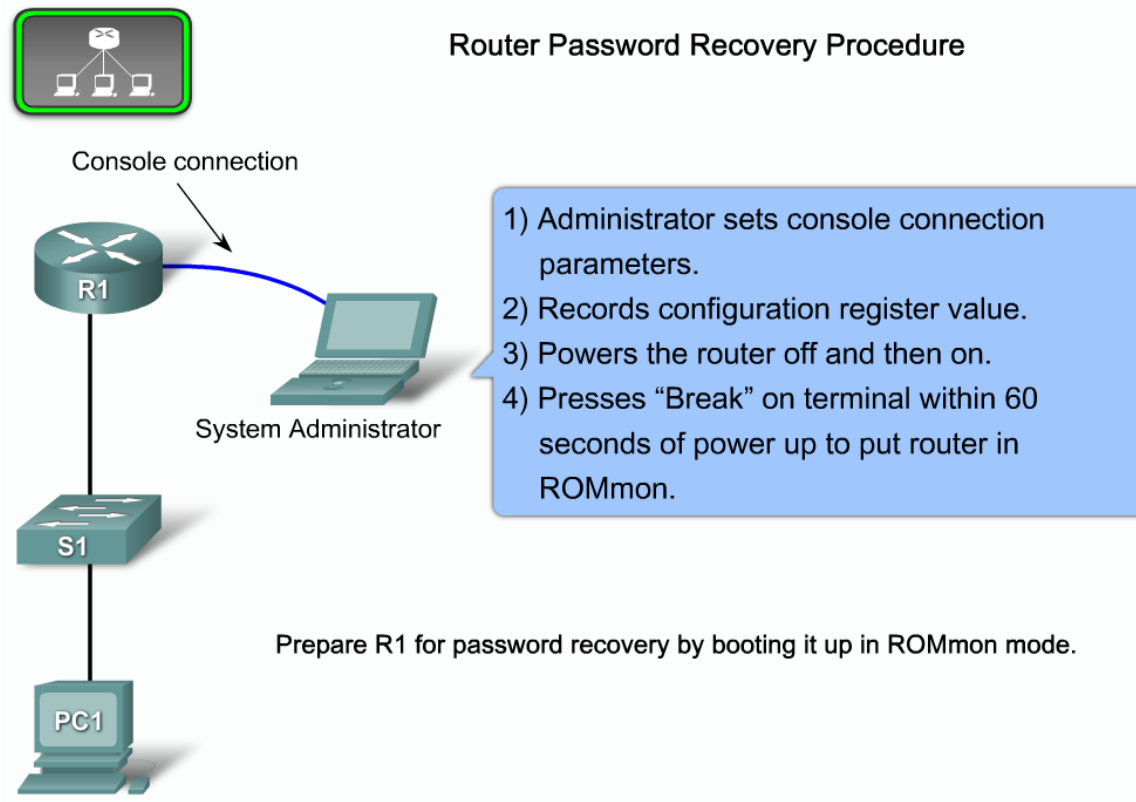 Router Password Recovery Procedure
Console connection
R1
1) Administrator sets console connection
parameters.
2) Records configuration register value.
3) Powers the router off and then on.
4) Presses “Break” on terminal within 60
seconds of power up to put router in
ROMmon.
System Administrator
S1
Prepare R1 for password recovery by booting it up in ROMmon mode.
PC1